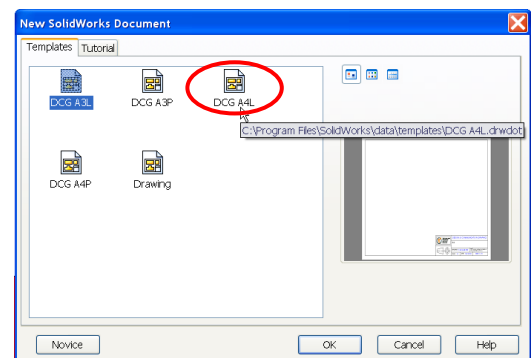 New SolidWorks Document
Templates Tutorial
DCG A3L DCG A3P DCG A4L
C:\Program Files\SolidWorks\data\templates\DCG A4L.drwdot
DCG A4P Drawing
Novice OK Cancel Help